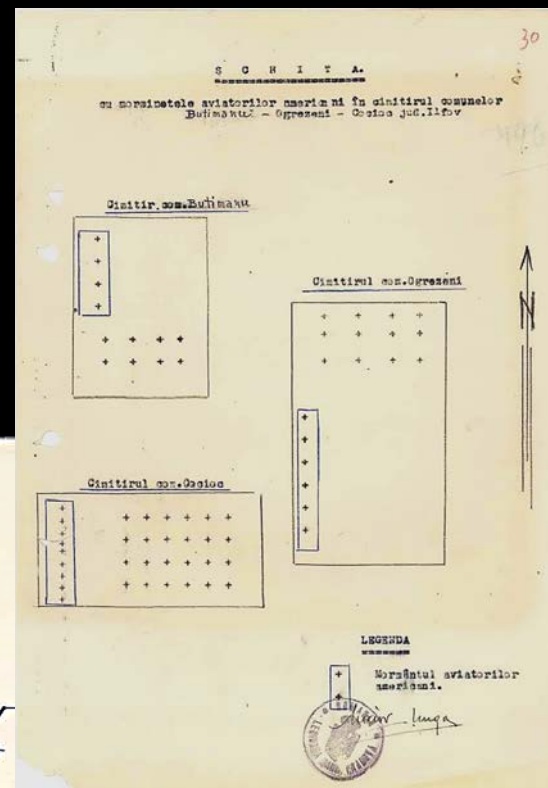 30
S C H I T A.
cu mormintele aviatorilor americani în cimitirul comunelor
Butimanu - Ogrezeni - Cocioc jud.Ilfov
Cimitir.com.Butimanu
Cimitirul com.Ogrezeni
N
Cimitirul com.Cocioc
LEGENDA
Mormântul aviatorilor
americani.